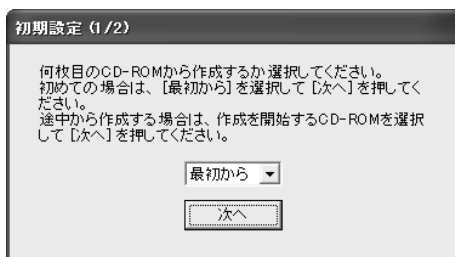 初期設定 (1/2)
何枚目のCD-ROMから作成するか選択してください。
初めての場合は、[最初から]を選択して[次へ]を押してく
ださい。
途中から作成する場合は、作成を開始するCD-ROMを選択
して[次へ]を押してください。
最初から
次へ